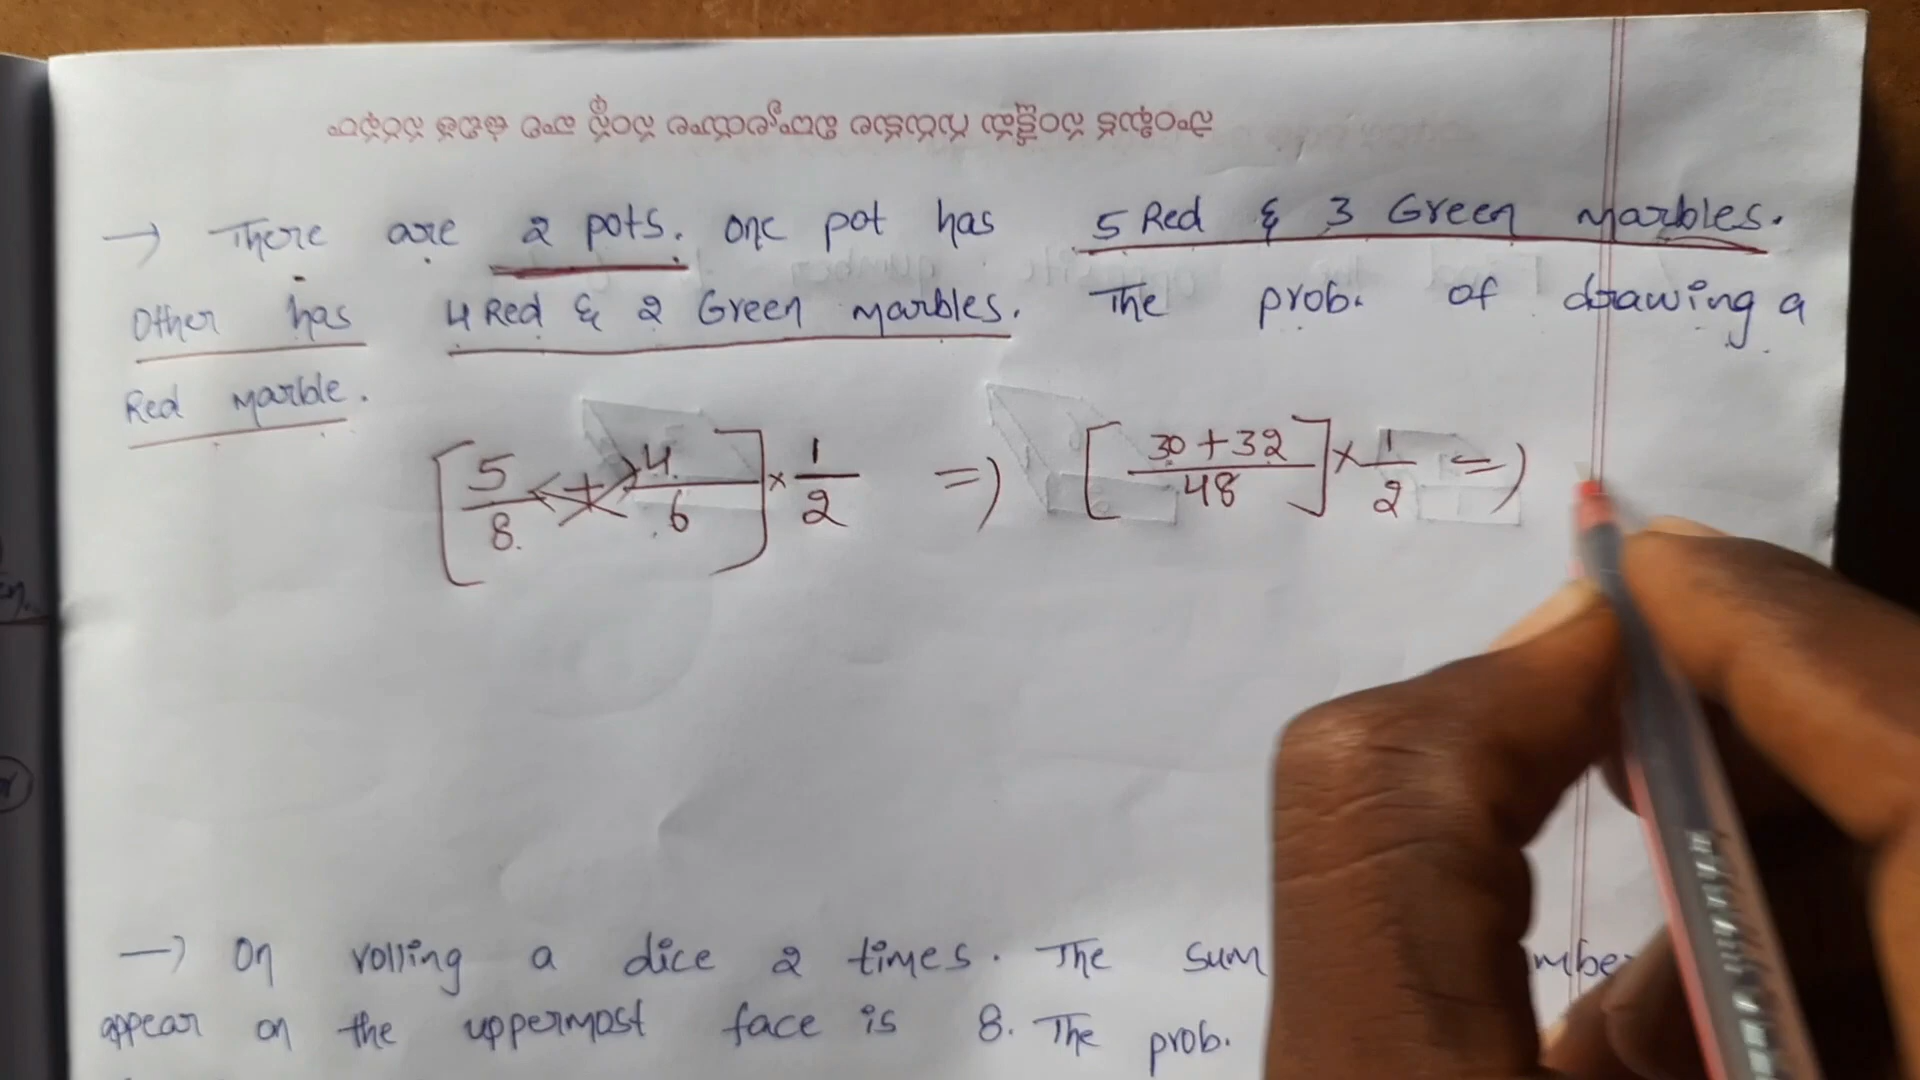 → There are 2 pots. one pot has 5 Red & 3 Green marbles.
Other has 4 Red & 2 Green marbles. The prob. of drawing a
Red marble.
[5/8 + 4/6] × 1/2 => [30+32/48] × 1/2 =>
→ On rolling a dice 2 times. The sum
appear on the uppermost face is 8. The prob.